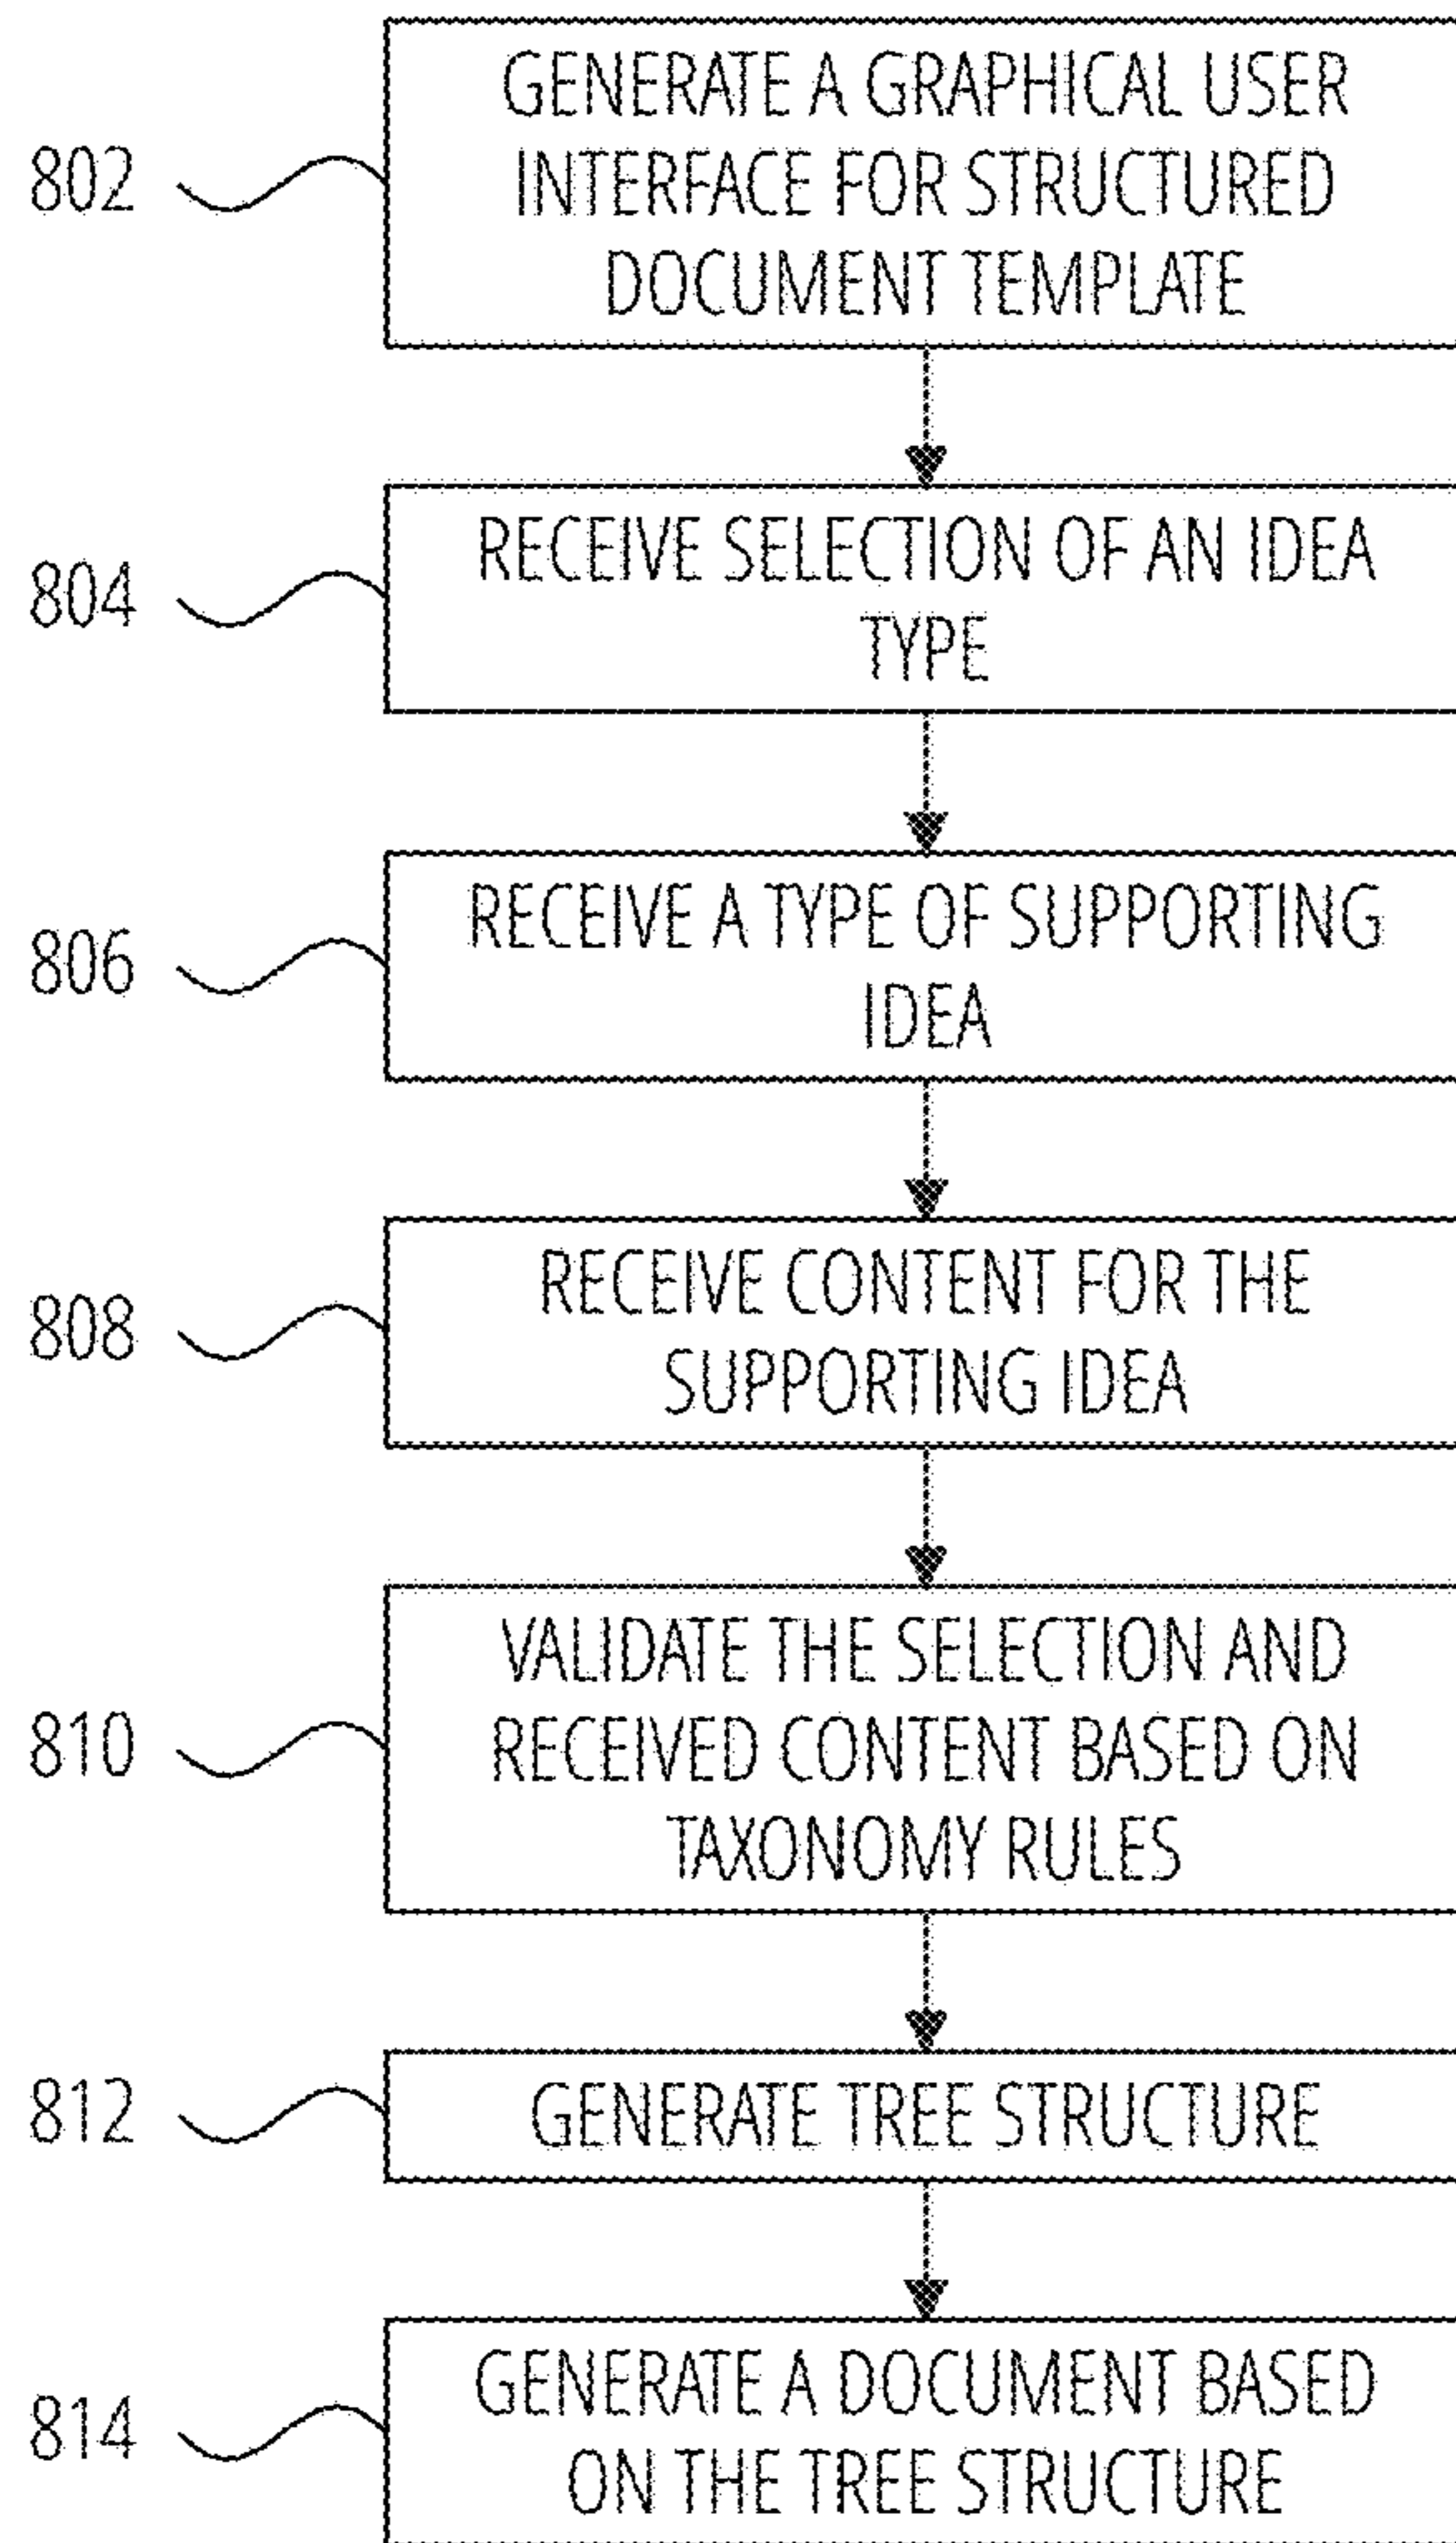 GENERATE A GRAPHICAL USER
802
INTERFACE FOR STRUCTURED
DOCUMENT TEMPLATE
RECEIVE SELECTION OF AN IDEA
804
TYPE
RECEIVE A TYPE OF SUPPORTING
806
IDEA
RECEIVE CONTENT FOR THE
808
SUPPORTING IDEA
VALIDATE THE SELECTION AND
810
RECEIVED CONTENT BASED ON
TAXONOMY RULES
812
GENERATE TREE STRUCTURE
GENERATE A DOCUMENT BASED
814
ON THE TREE STRUCTURE